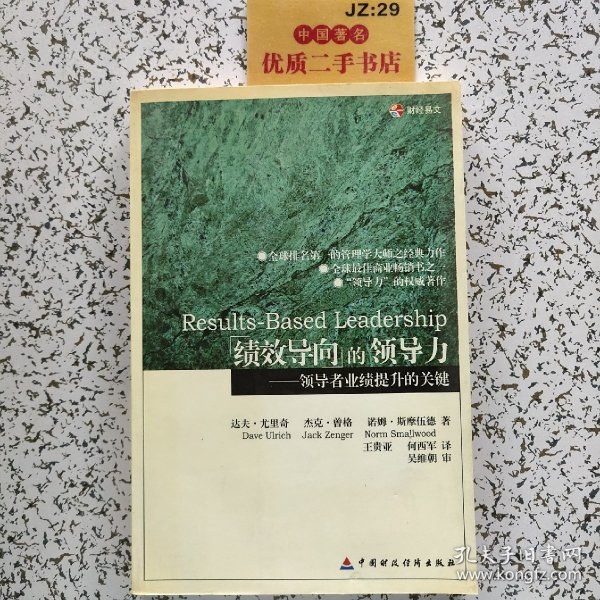 JZ:29
中国著名
优质二手书店
财经易文
全球排名第一的管理学大师之经典力作
全球最佳商业畅销书之一
“领导力”的权威著作
Results-Based Leadership
「绩效导向」的领导力
——领导者业绩提升的关键
达夫·尤里奇 杰克·曾格 诺姆·斯摩伍德 著
Dave Ulrich Jack Zenger Norm Smallwood
王贵亚 何西军 译
吴维朝 审
中国财政经济出版社
孔夫子旧书网
www.kongfz.com